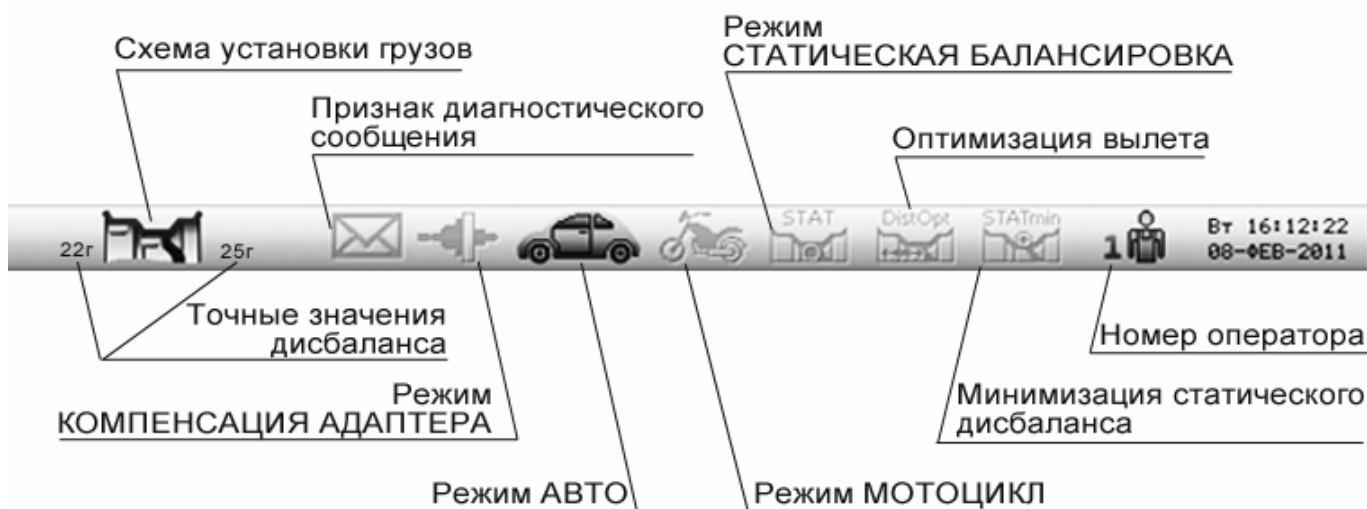 Схема установки грузов
Режим
СТАТИЧЕСКАЯ БАЛАНСИРОВКА
Признак диагностического
сообщения
Оптимизация вылета
STAT
DistOpt
STATmin
1
Вт 16:12:22
08-ФЕВ-2011
22г
25г
Точные значения
дисбаланса
Режим
КОМПЕНСАЦИЯ АДАПТЕРА
Номер оператора
Минимизация статического
дисбаланса
Режим АВТО
Режим МОТОЦИКЛ